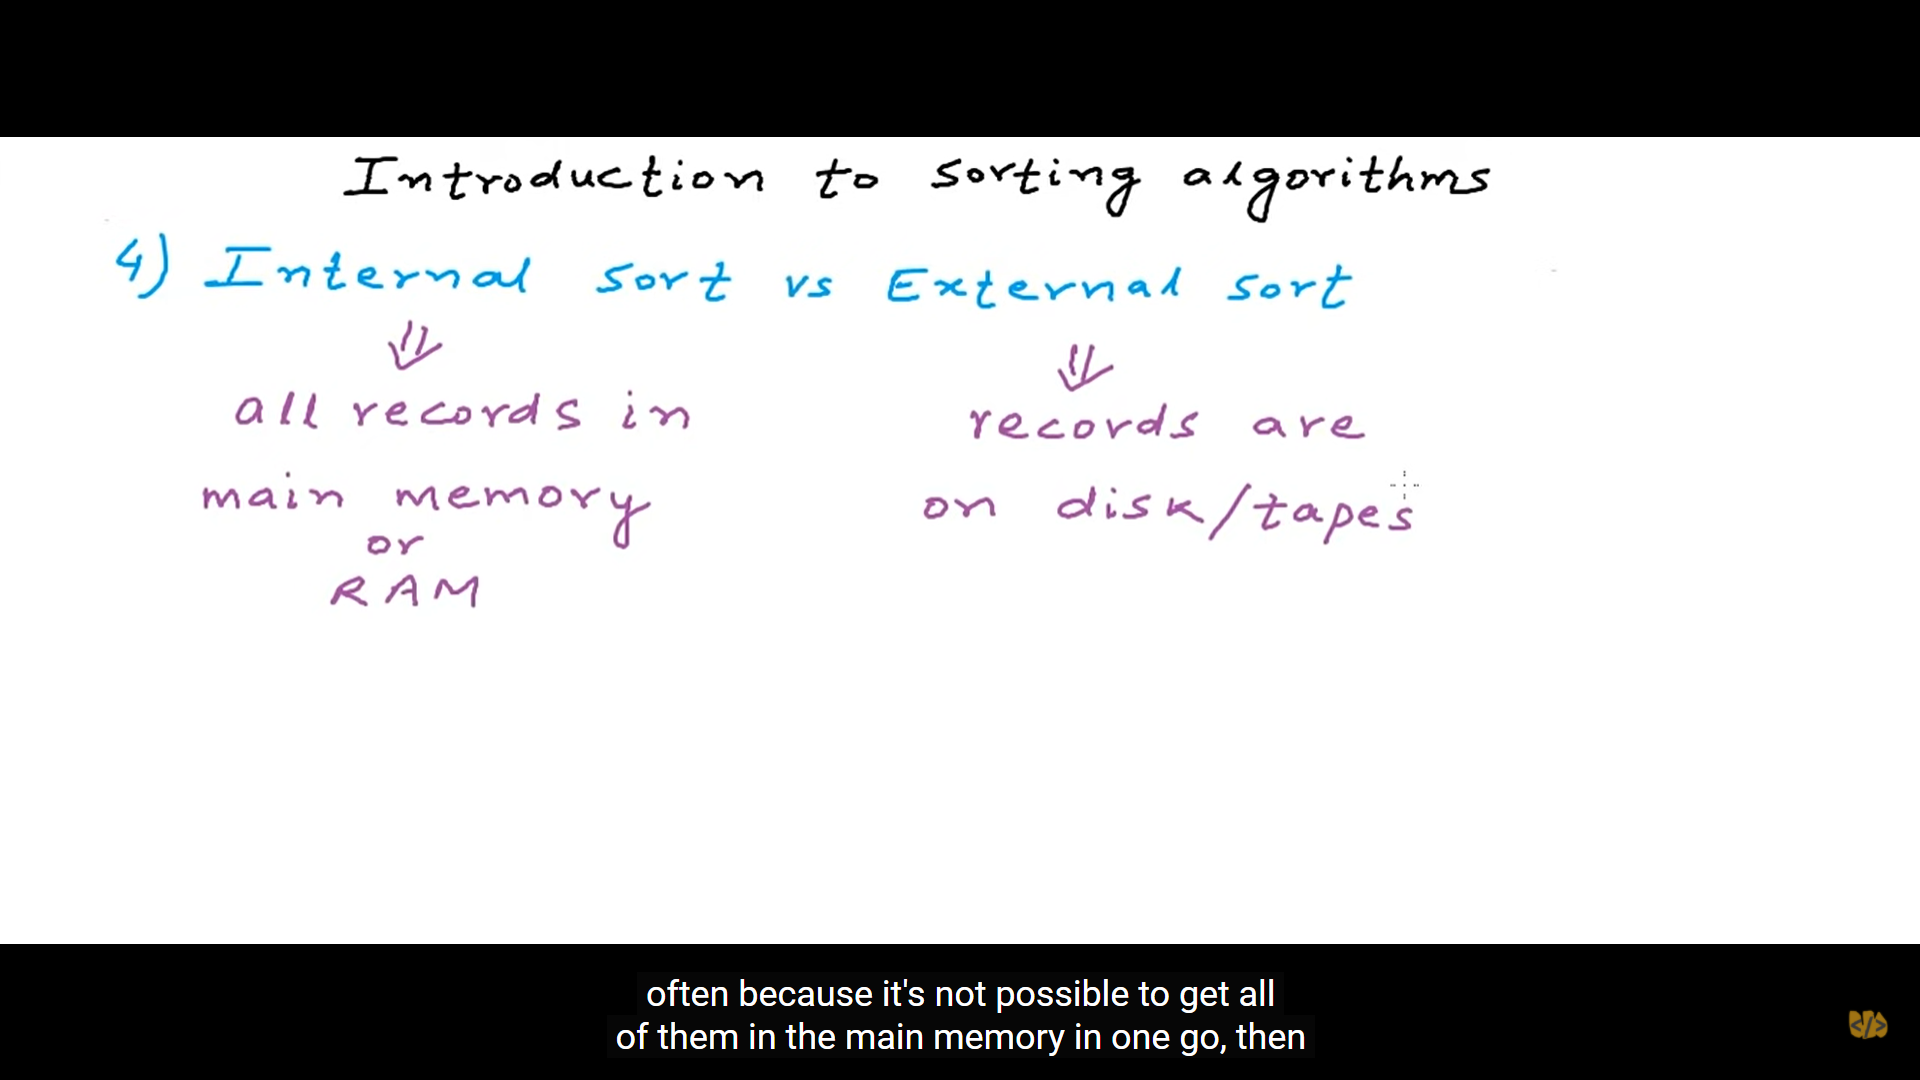 Introduction to sorting algorithms
4) Internal sort vs External sort
all records in
main memory
or
RAM
records are
on disk/tapes
often because it's not possible to get all
of them in the main memory in one go, then